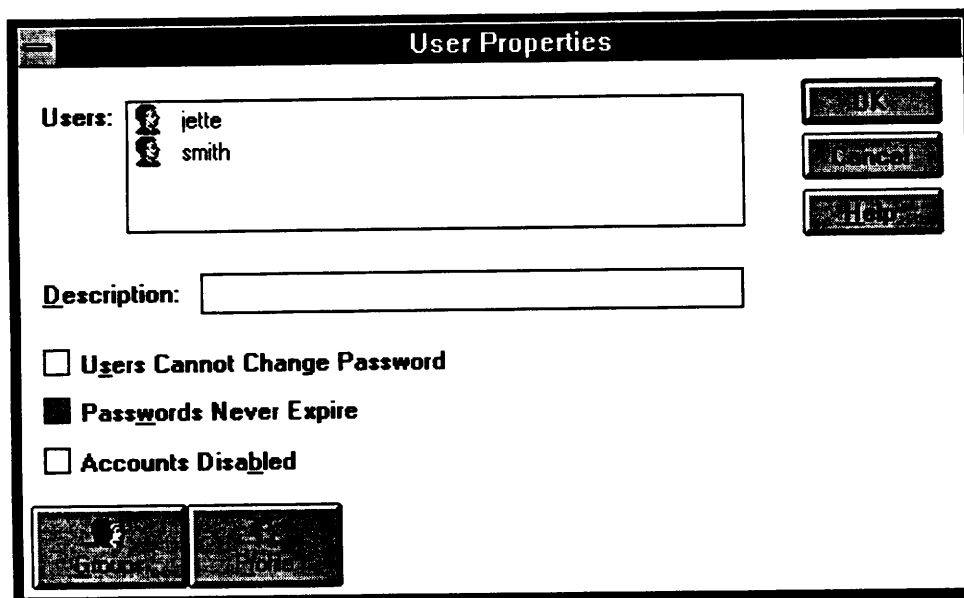 User Properties
Users:
jette
smith
OK
Cancel
Help
Description:
Users Cannot Change Password
Passwords Never Expire
Accounts Disabled
Groups
Profile